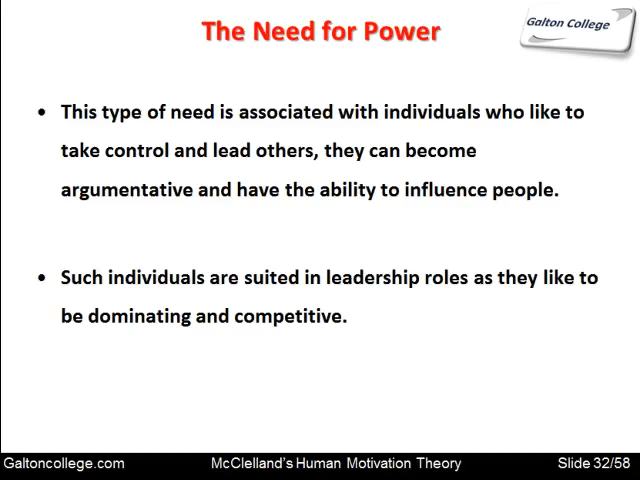 The Need for Power
Galton College
• This type of need is associated with individuals who like to
take control and lead others, they can become
argumentative and have the ability to influence people.
• Such individuals are suited in leadership roles as they like to
be dominating and competitive.
Galtoncollege.com McClelland's Human Motivation Theory Slide 32/58